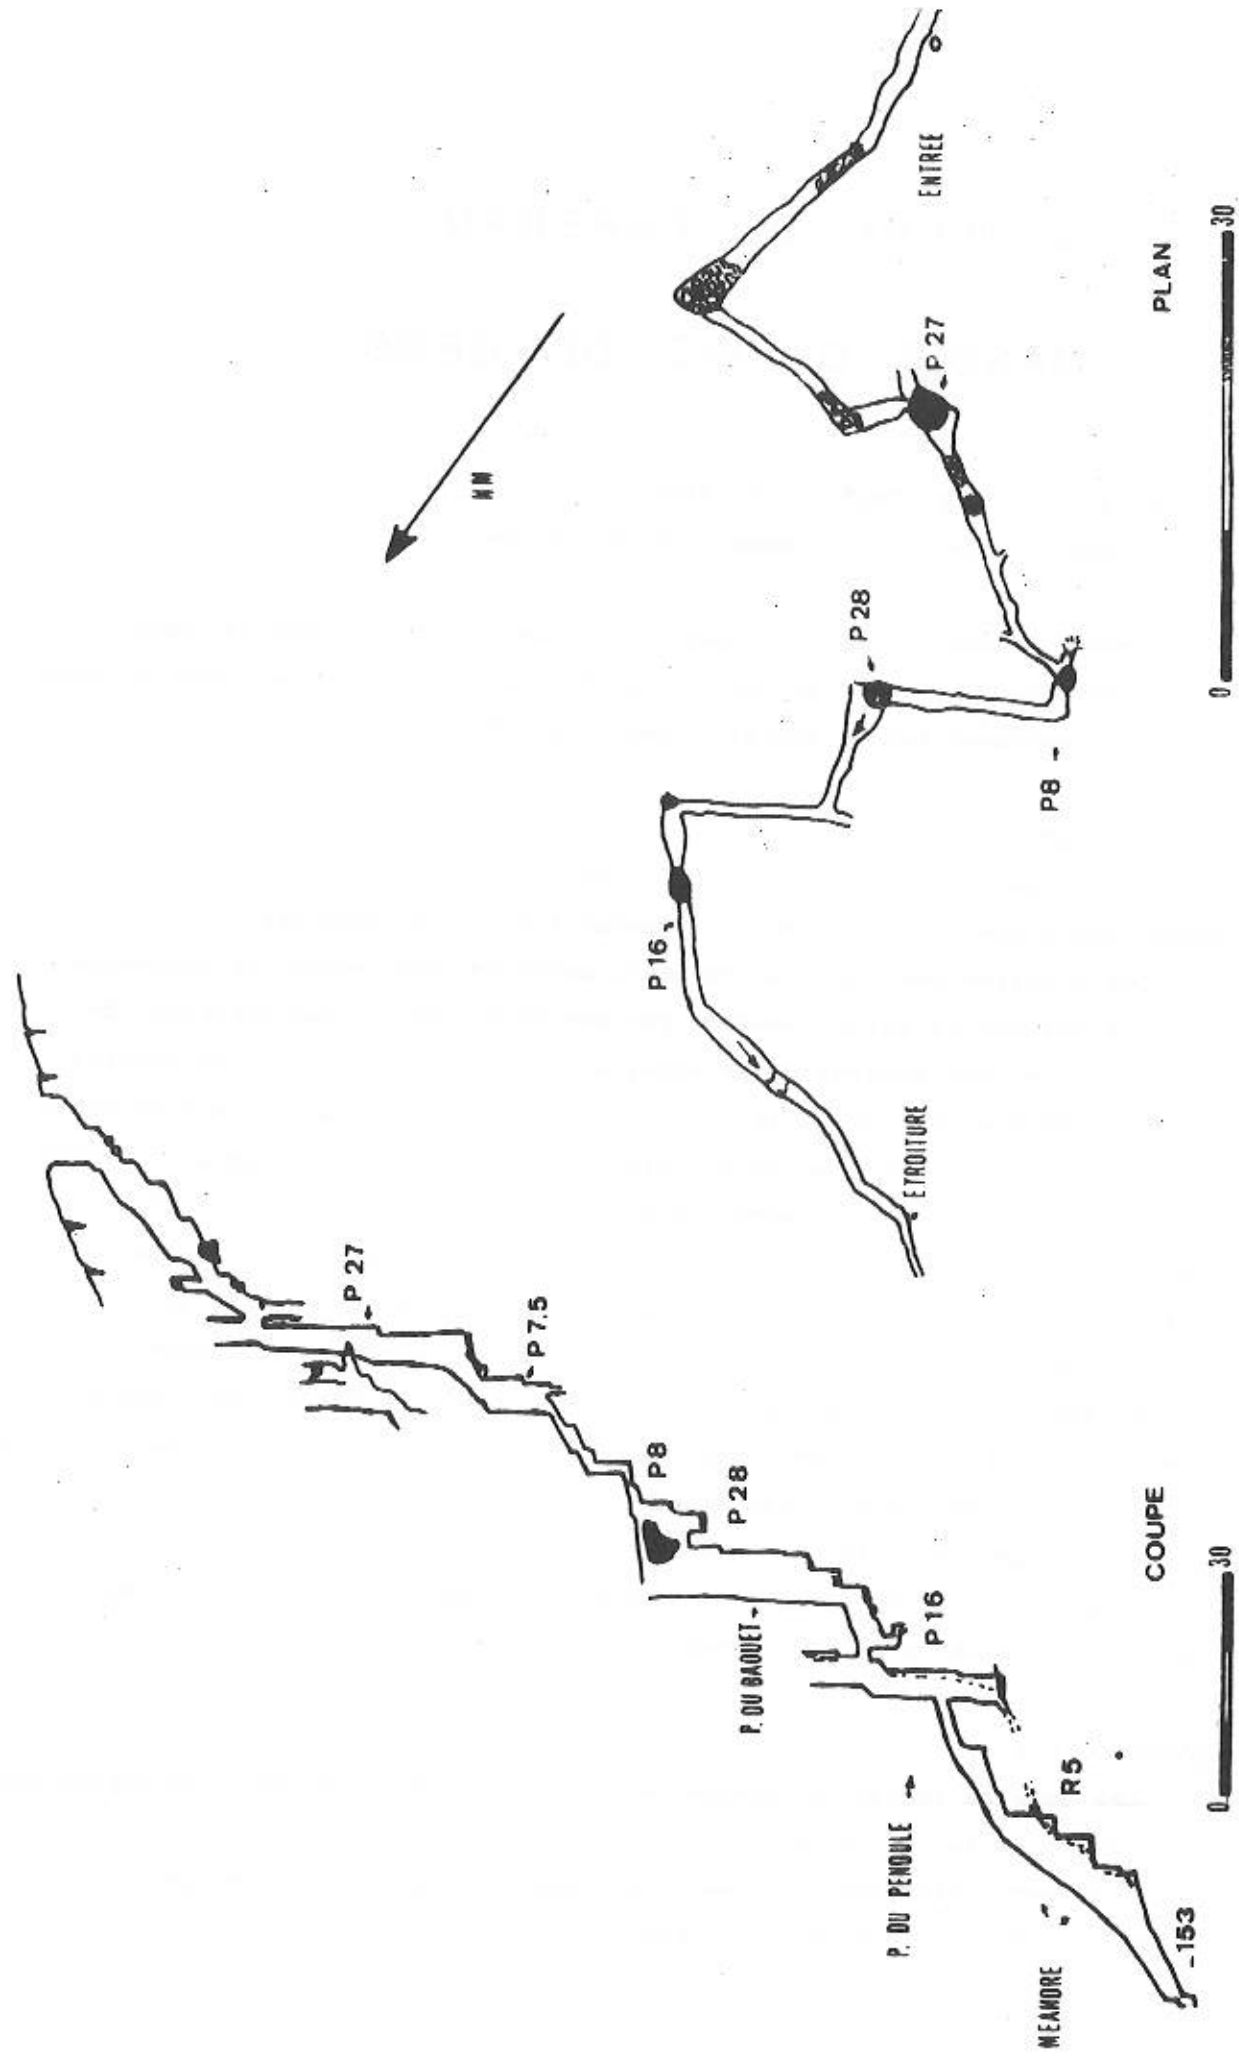 ENTREE
PLAN
0 30
P 27
NM
P 28
P8
P 16
ETROITURE
P 27
P 7.5
P8
P 28
COUPE
0 30
P 16
P. DU BAQUET
R5
P. DU PENDULE
-153
MEANDRE